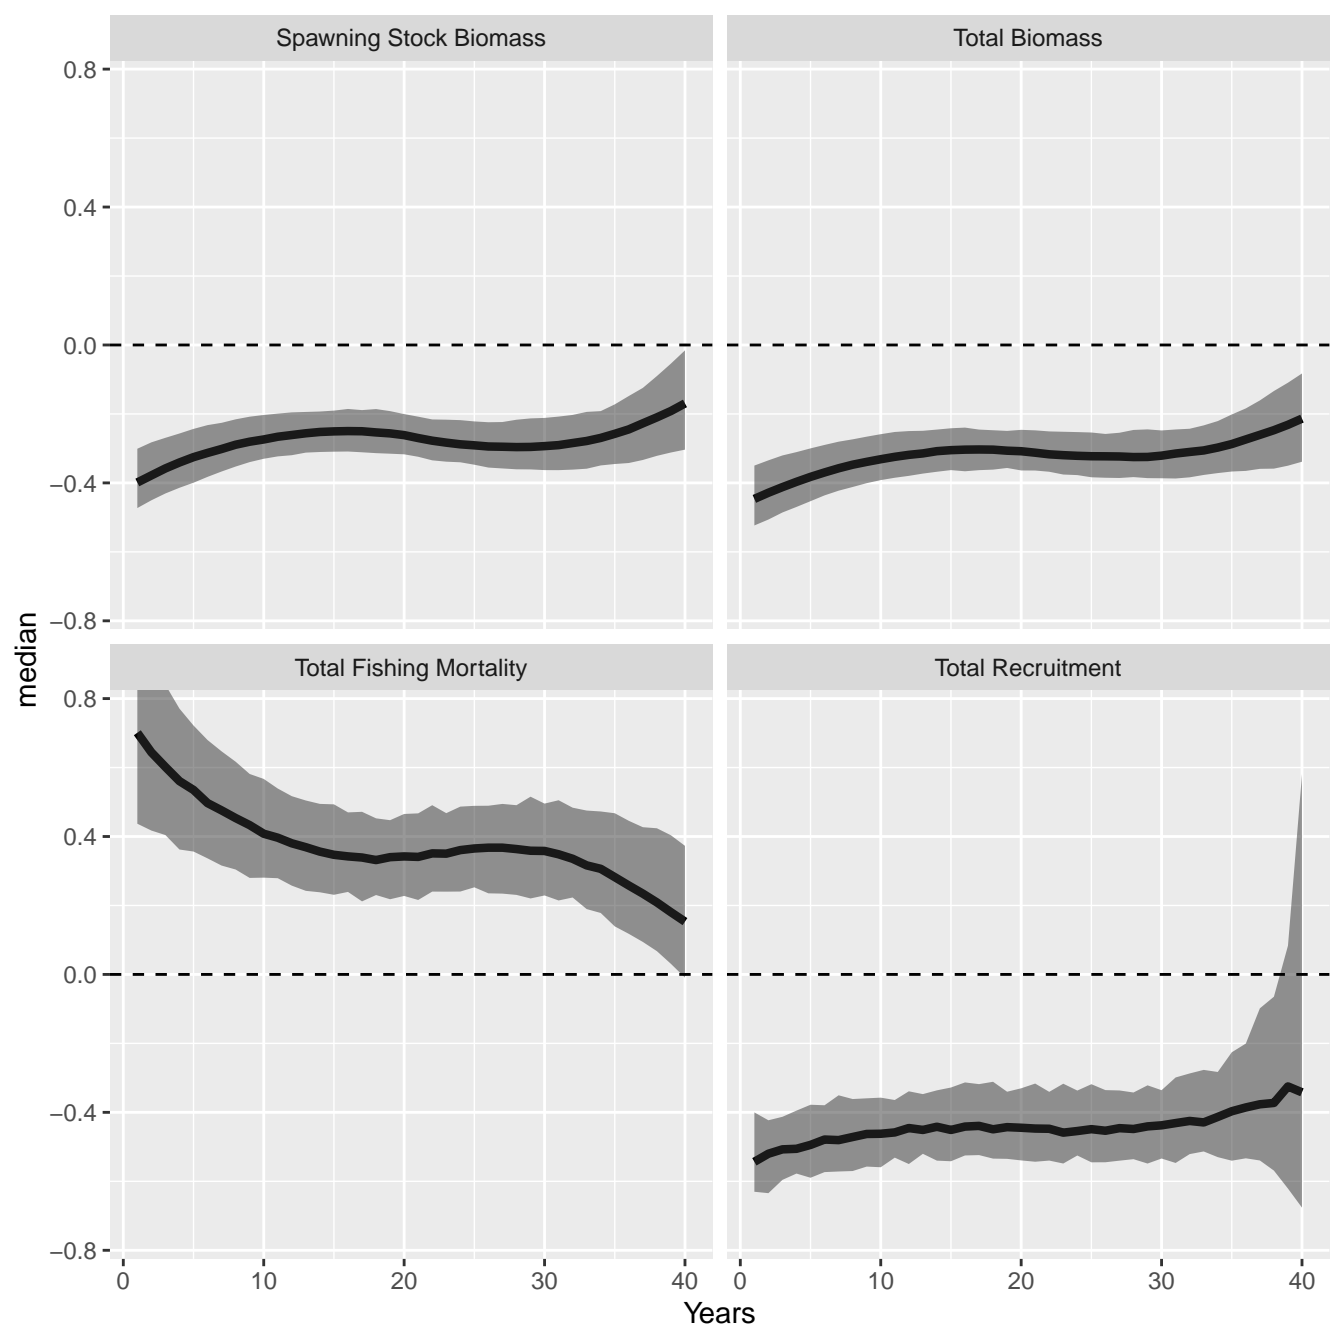 Spawning Stock Biomass
Total Biomass
0.8
0.4
0.0
−0.4
−0.8
median
Total Fishing Mortality
Total Recruitment
0.8
0.4
0.0
−0.4
−0.8
0 10 20 30 40
0 10 20 30 40
Years